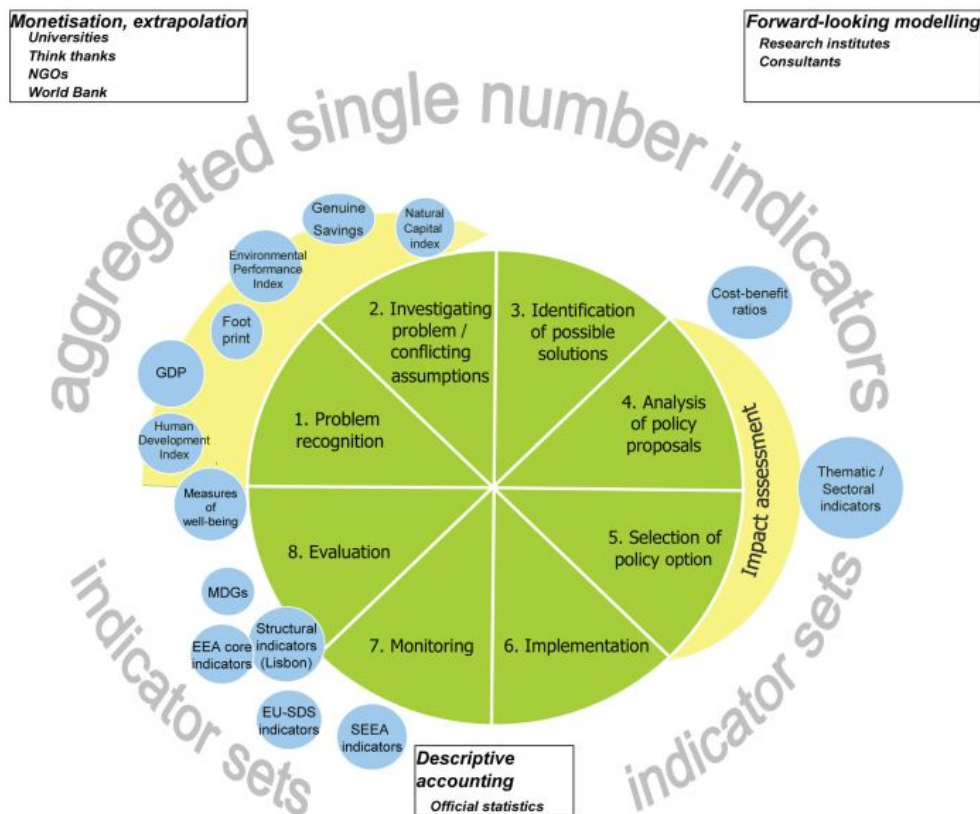 Monetisation, extrapolation
Universities
Think thanks
NGOs
World Bank
Forward-looking modelling
Research institutes
Consultants
aggregated single number indicators
Genuine
Savings
Natural
Capital
index
Environmental
Performance
Index
Foot
print
GDP
Human
Development
Index
Measures
of
well-being
Cost-benefit
ratios
2. Investigating
problem /
conflicting
assumptions
3. Identification
of possible
solutions
1. Problem
recognition
4. Analysis
of policy
proposals
Impact assessment
Thematic /
Sectoral
indicators
8. Evaluation
5. Selection of
policy option
7. Monitoring
6. Implementation
MDGs
Structural
indicators
(Lisbon)
EEA core
indicators
EU-SDS
indicators
SEEA
indicators
indicator sets
indicator sets
Descriptive
accounting
Official statistics